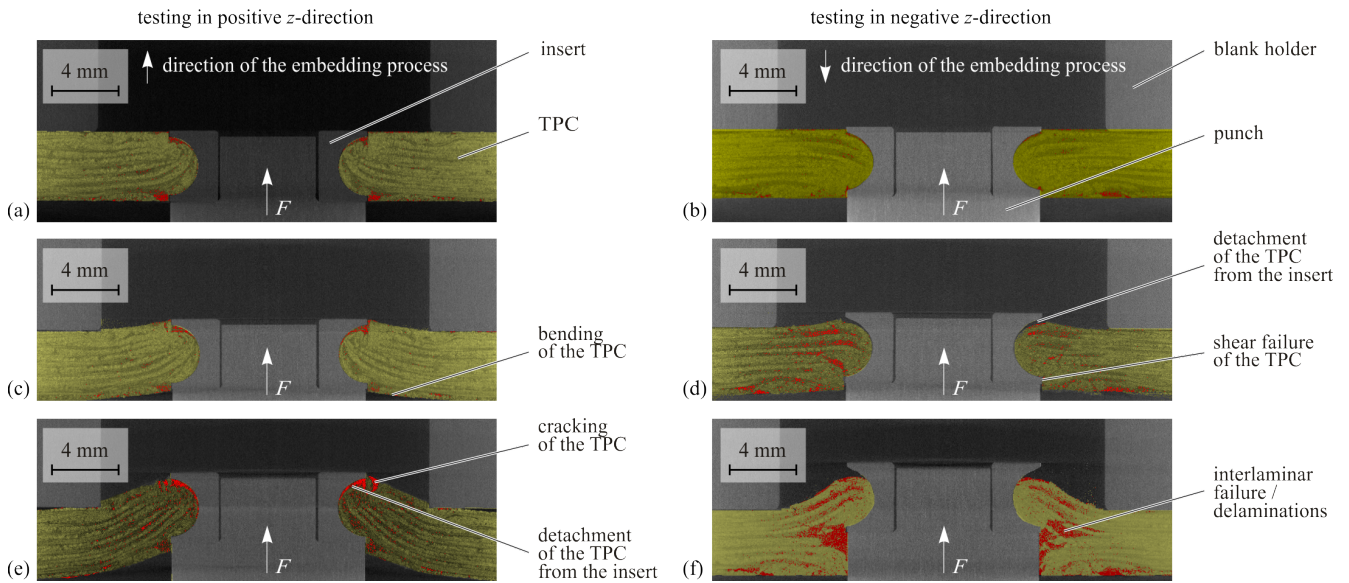 testing in positive z-direction
testing in negative z-direction
4 mm
direction of the embedding process
insert
TPC
F
(a)
4 mm
direction of the embedding process
blank holder
punch
F
(b)
4 mm
bending
of the TPC
F
(c)
4 mm
detachment
of the TPC
from the insert
shear failure
of the TPC
F
(d)
4 mm
cracking
of the TPC
detachment
of the TPC
from the insert
F
(e)
4 mm
interlaminar
failure /
delaminations
F
(f)